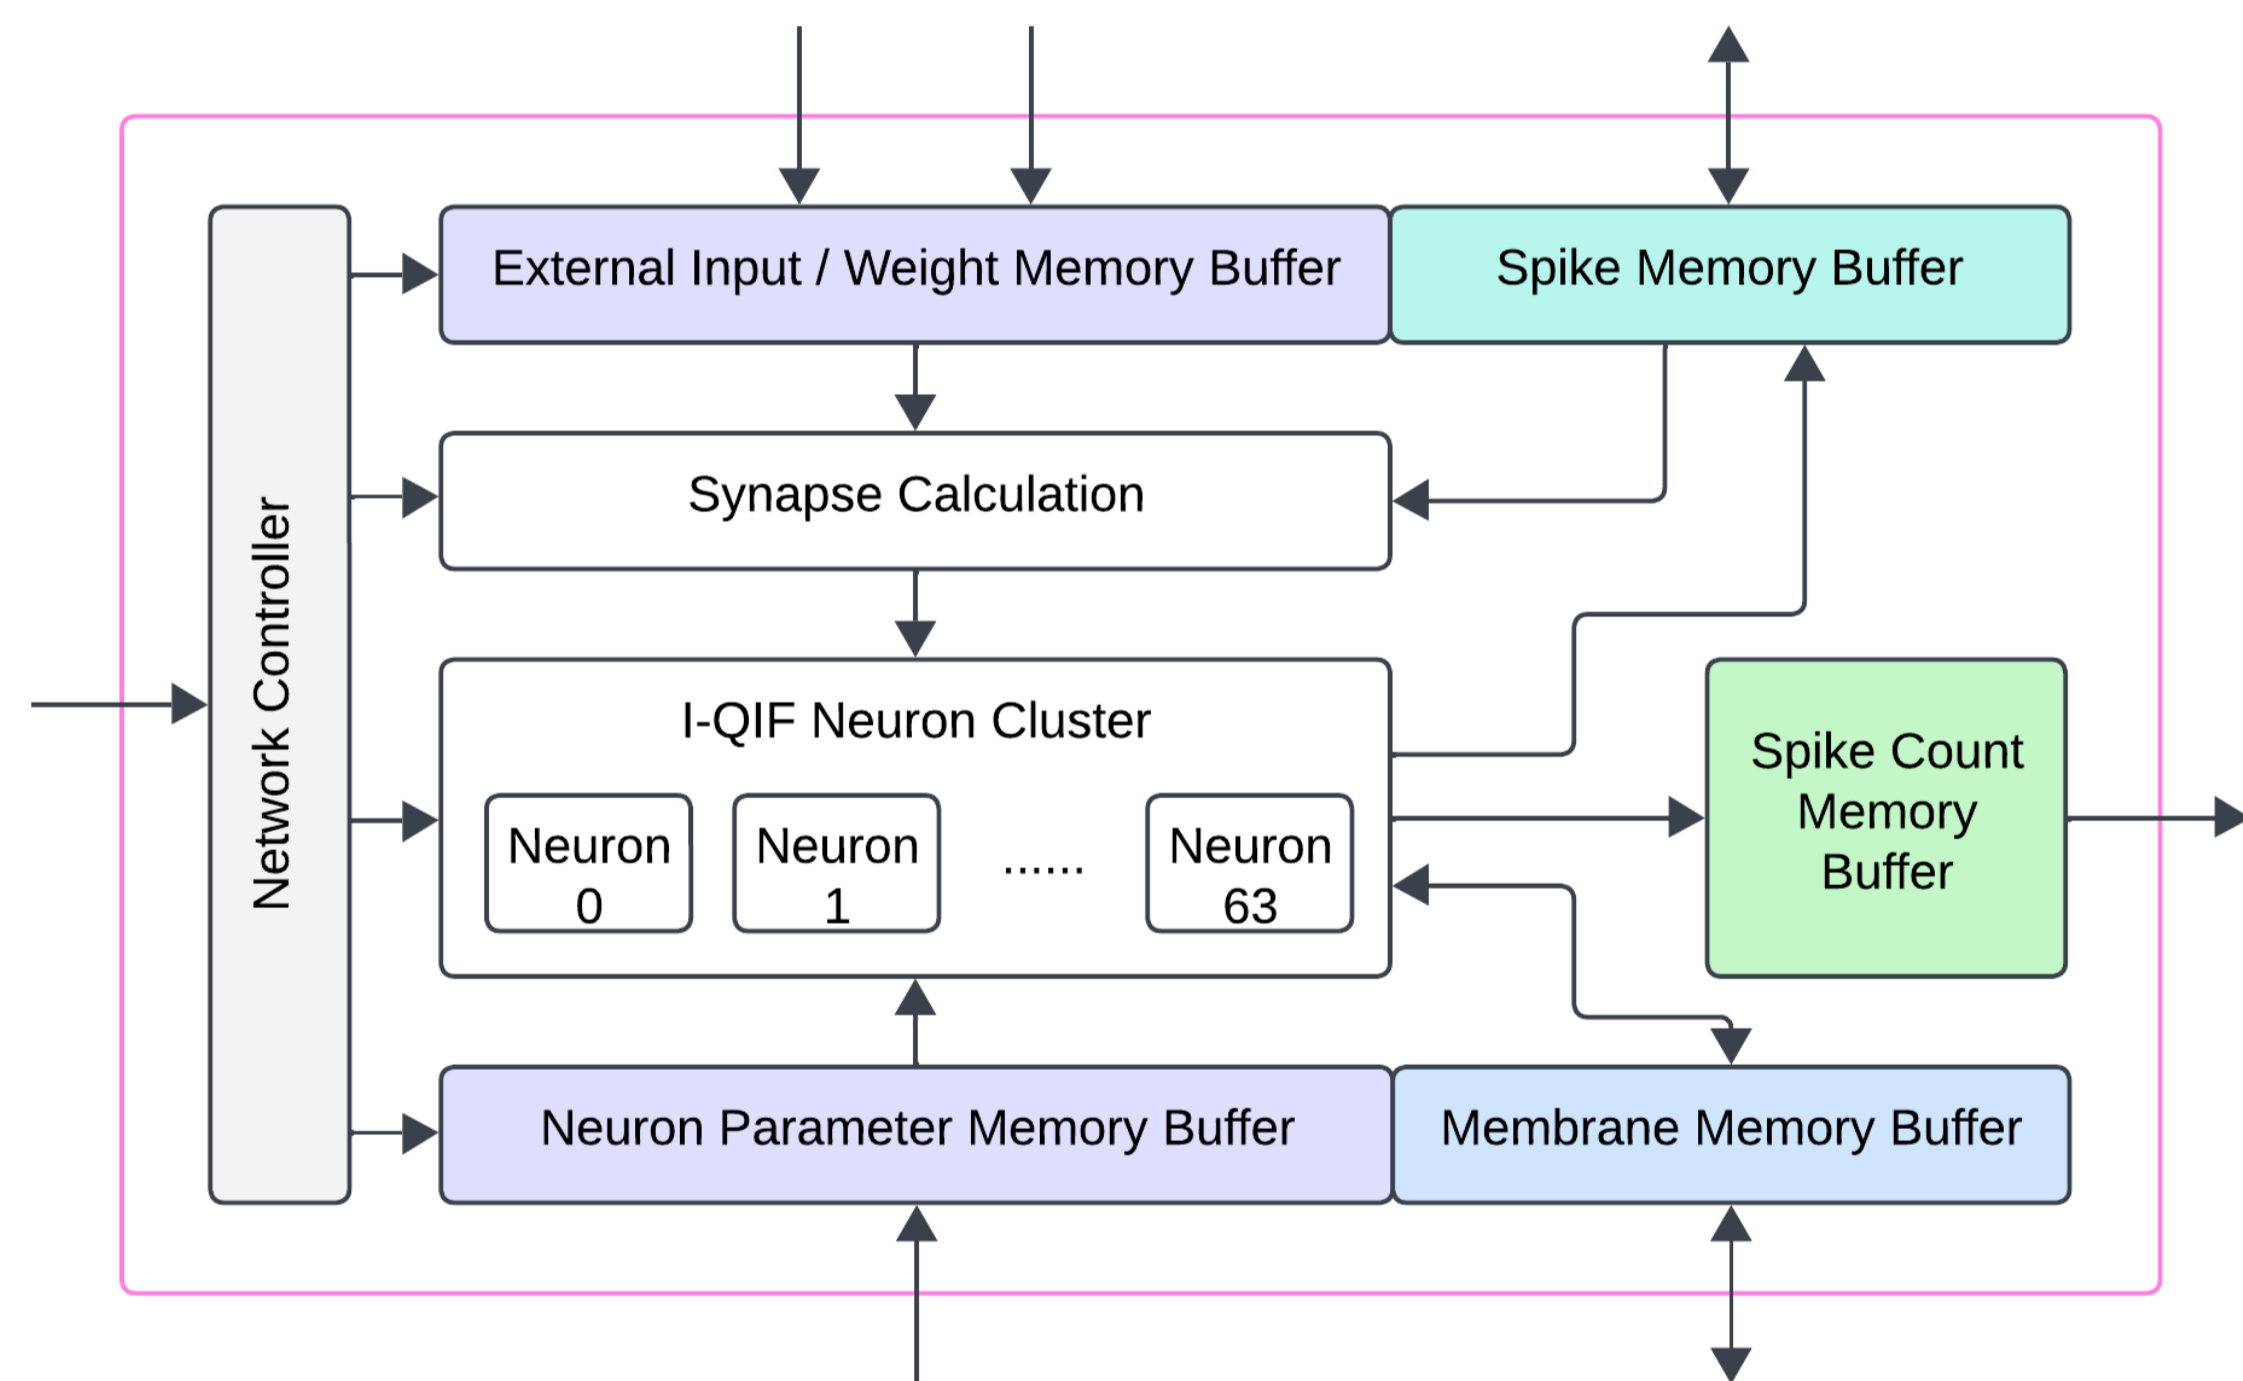 External Input / Weight Memory Buffer
Spike Memory Buffer
Network Controller
Synapse Calculation
I-QIF Neuron Cluster
Neuron
0
Neuron
1
......
Neuron
63
Spike Count
Memory
Buffer
Neuron Parameter Memory Buffer
Membrane Memory Buffer